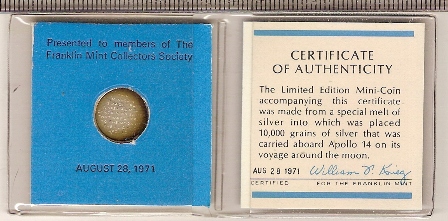 Presented to members of The
Franklin Mint Collectors Society
AUGUST 28, 1971
CERTIFICATE
OF AUTHENTICITY
The Limited Edition Mini-Coin
accompanying this certificate
was made from a special melt of
silver into which was placed
10,000 grains of silver that was
carried aboard Apollo 14 on its
voyage around the moon.
AUG 28 1971 William
CERTIFIED FOR THE FRANKLIN MINT